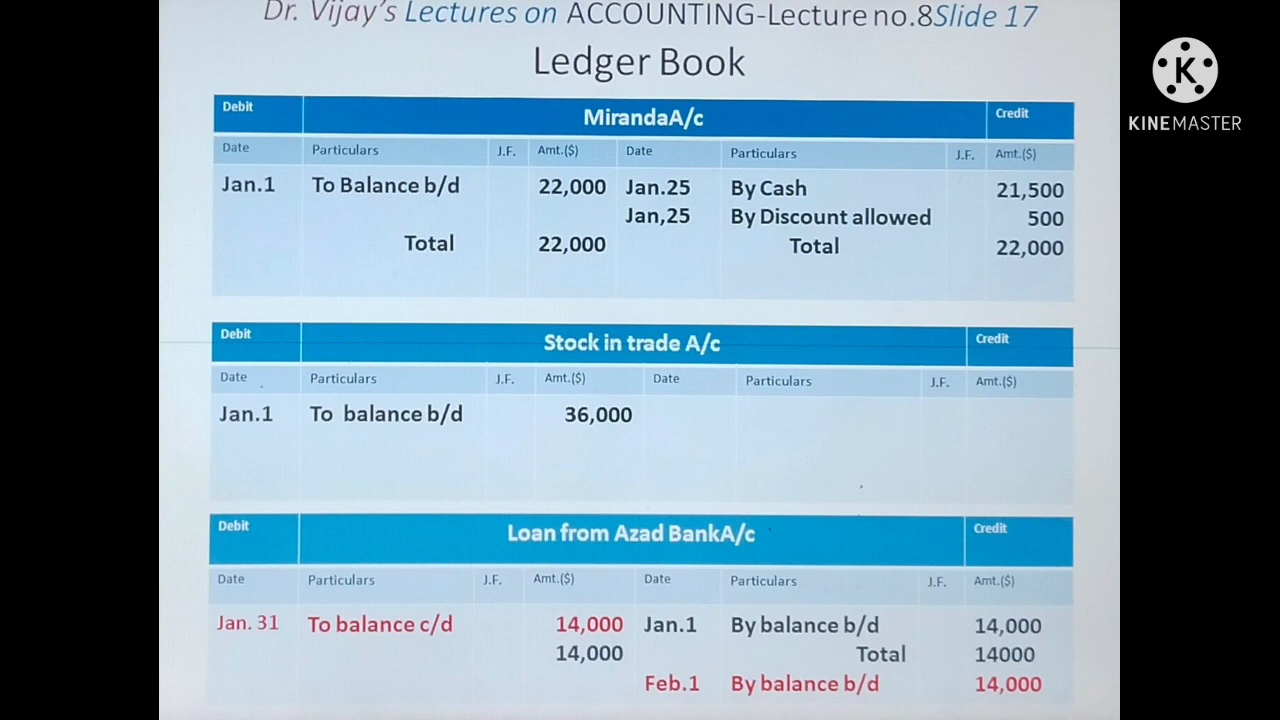 Dr. Vijay's Lectures on ACCOUNTING-Lecture no.8Slide 17
K
KINEMASTER
Ledger Book
Debit MirandaA/c Credit
Date Particulars J.F. Amt.($) Date Particulars J.F. Amt.($)
Jan.1 To Balance b/d 22,000 Jan.25 By Cash 21,500
Jan,25 By Discount allowed 500
Total 22,000 Total 22,000
Debit Stock in trade A/c Credit
Date Particulars J.F. Amt.($) Date Particulars J.F. Amt.($)
Jan.1 To balance b/d 36,000
Debit Loan from Azad BankA/c Credit
Date Particulars J.F. Amt.($) Date Particulars J.F. Amt.($)
Jan. 31 To balance c/d 14,000 Jan.1 By balance b/d 14,000
14,000 Total 14000
Feb.1 By balance b/d 14,000